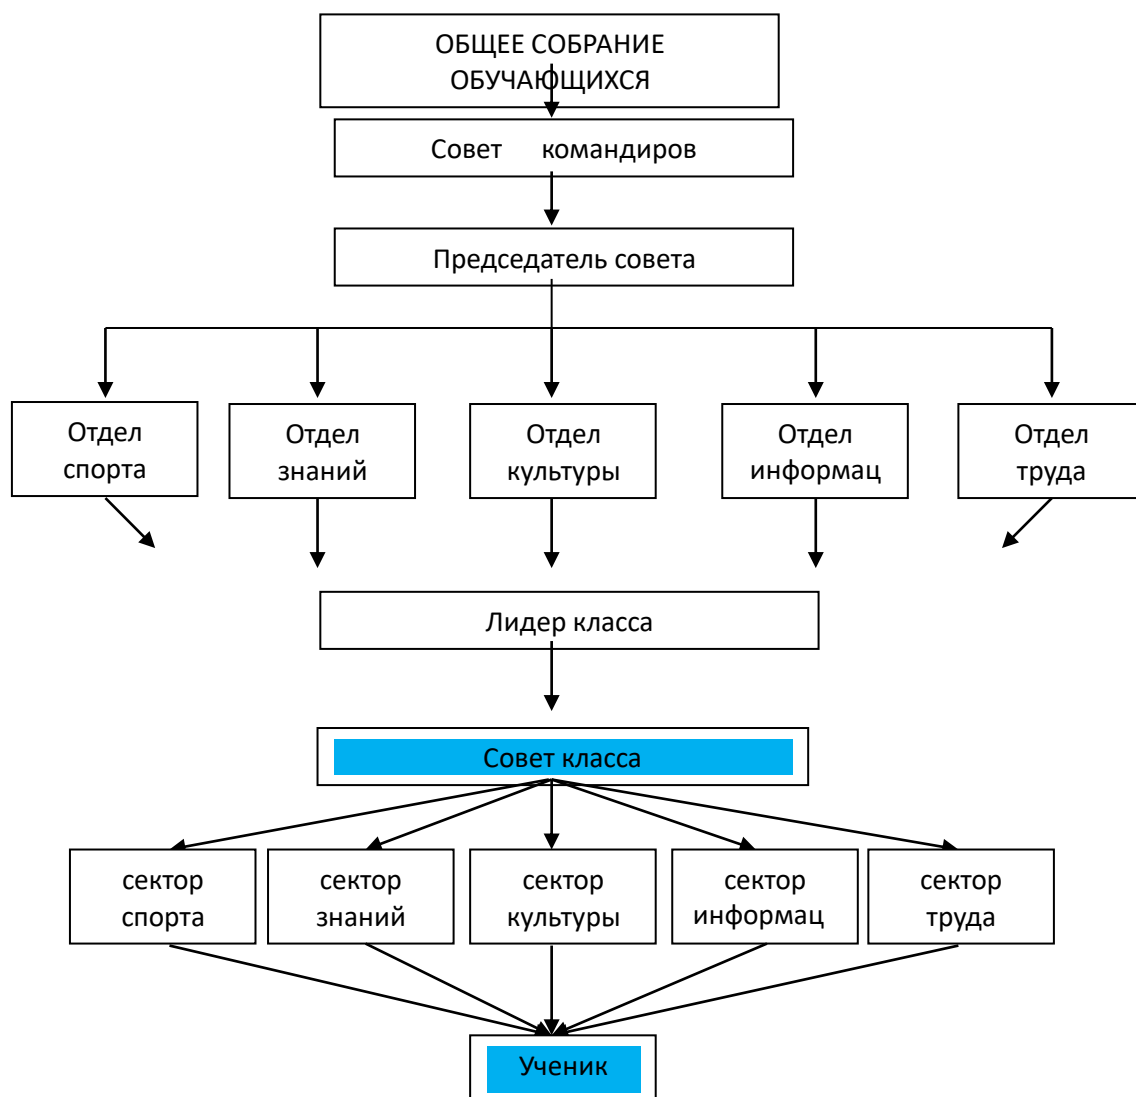 ОБЩЕЕ СОБРАНИЕ
ОБУЧАЮЩИХСЯ
Совет командиров
Председатель совета
Отдел
спорта
Отдел
знаний
Отдел
культуры
Отдел
информац
Отдел
труда
Лидер класса
Совет класса
сектор
спорта
сектор
знаний
сектор
культуры
сектор
информац
сектор
труда
Ученик